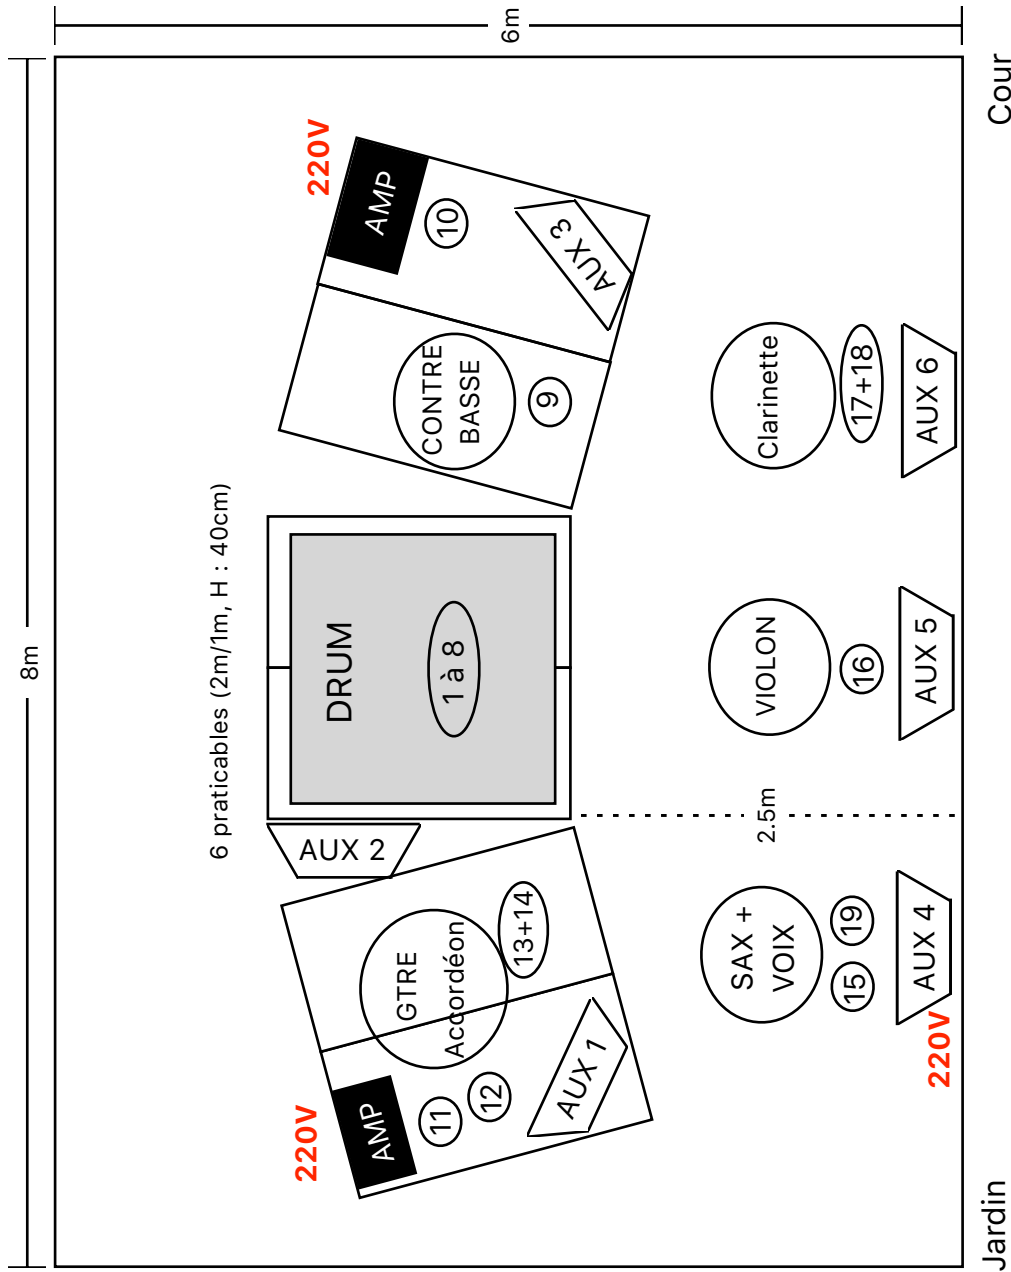 8m
6m
6 praticables (2m/1m, H : 40cm)
220V
220V
AMP
11
12
GTRE
Accordéon
13+14
AUX 1
AUX 2
DRUM
1 à 8
CONTRE
BASSE
9
AMP
10
AUX 3
2.5m
SAX +
VOIX
15
19
AUX 4
220V
VIOLON
16
AUX 5
Clarinette
17+18
AUX 6
Jardin
Cour